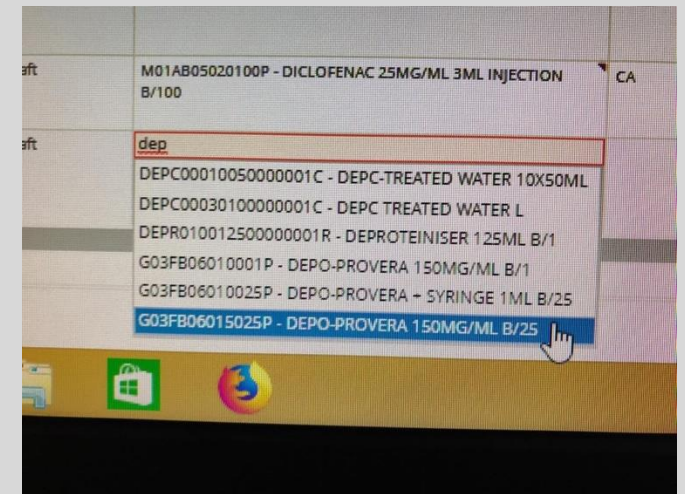 aft
M01AB05020100P - DICLOFENAC 25MG/ML 3ML INJECTION
CA
B/100
aft
dep
DEPC00010050000001C - DEPC-TREATED WATER 10X50ML
DEPC00030100000001C - DEPC TREATED WATER L
DEPR010012500000001R - DEPROTEINISER 125ML B/1
G03FB06010001P - DEPO-PROVERA 150MG/ML B/1
G03FB06010025P - DEPO-PROVERA + SYRINGE 1ML B/25
G03FB06015025P - DEPO-PROVERA 150MG/ML B/25